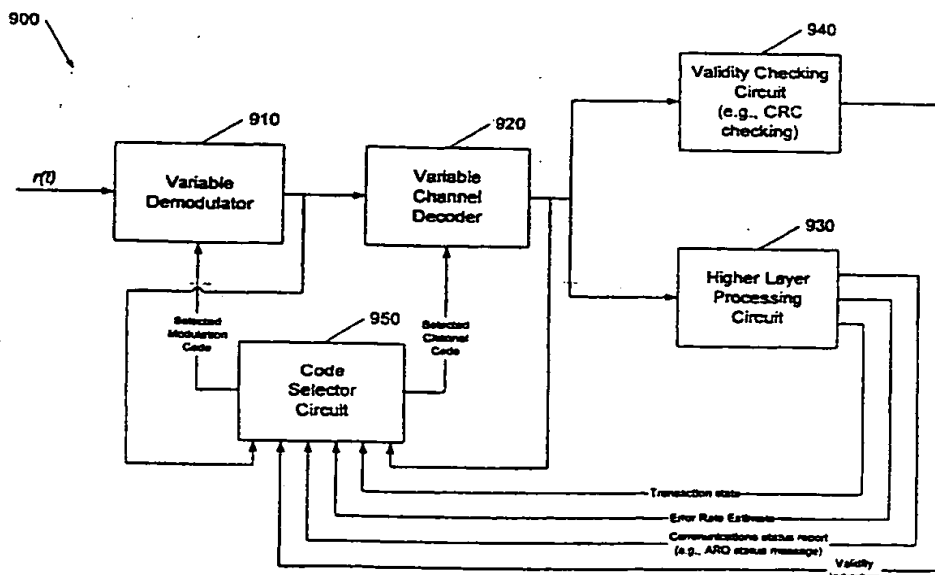 900
940
Validity Checking
Circuit
(e.g., CRC
checking)
910
920
r(t)
Variable
Demodulator
Variable
Channel
Decoder
930
Higher Layer
Processing
Circuit
Selected
Modulation
Code
950
Selected
Channel
Code
Code
Selector
Circuit
Transaction state
Error Rate Estimate
Communications status report
(e.g., ARQ status message)
Validity